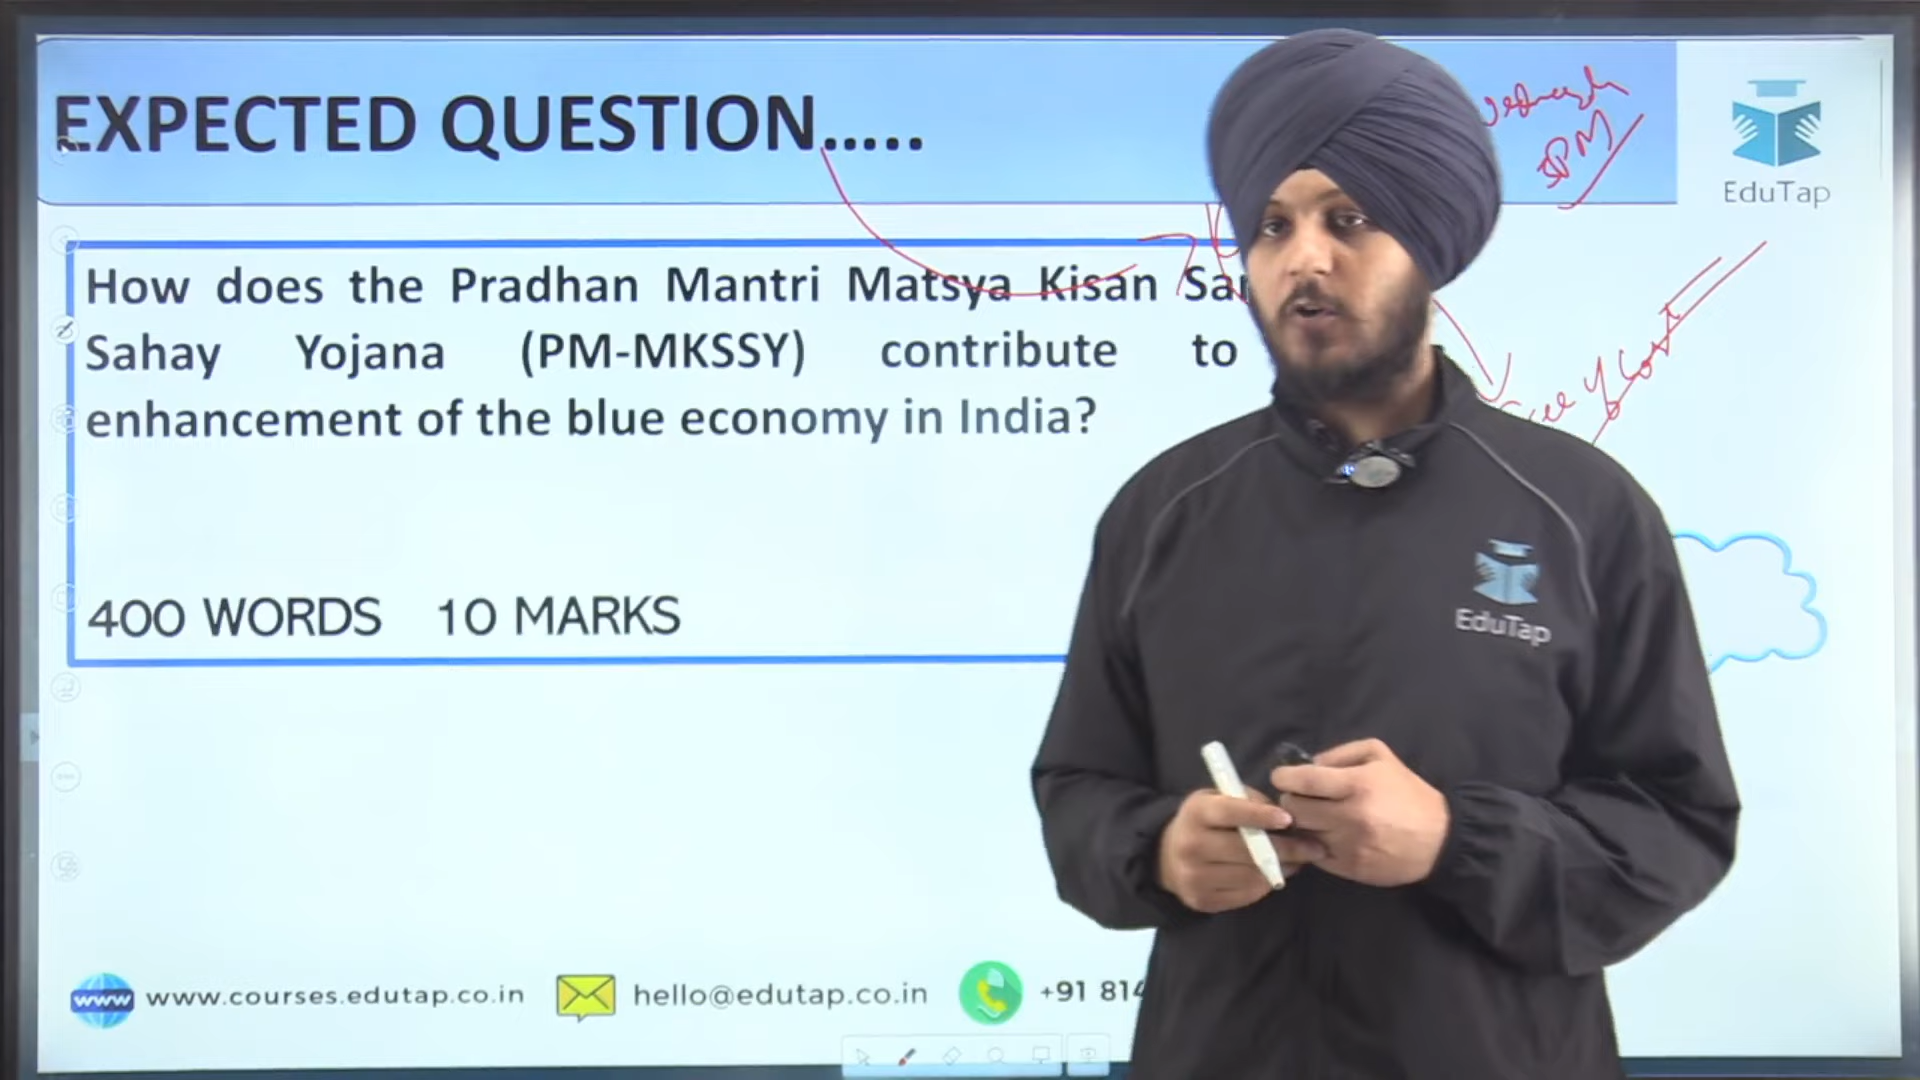 EXPECTED QUESTION.....
EduTap
How does the Pradhan Mantri Matsya Kisan
Sahay Yojana (PM-MKSSY) contribute to
enhancement of the blue economy in India?
400 WORDS 10 MARKS
EduTap
www www.courses.edutap.co.in hello@edutap.co.in +91 814